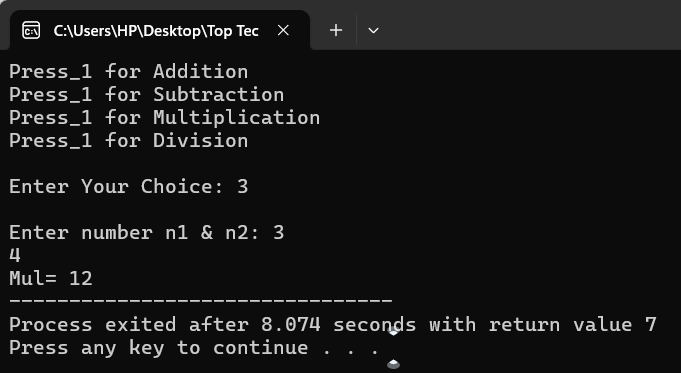 C:\Users\HP\Desktop\Top Tec
Press_1 for Addition
Press_1 for Subtraction
Press_1 for Multiplication
Press_1 for Division
Enter Your Choice: 3
Enter number n1 & n2: 3
4
Mul= 12
--------------------------------
Process exited after 8.074 seconds with return value 7
Press any key to continue . . .